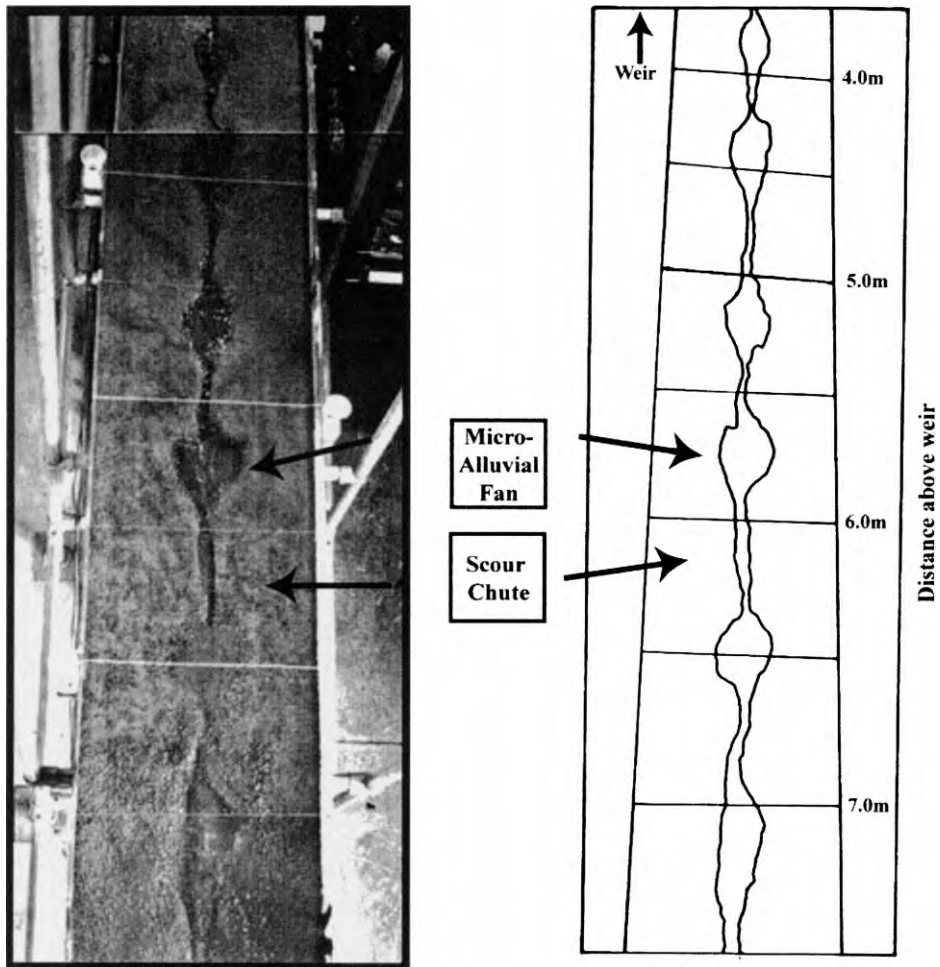 Weir
4.0m
5.0m
Micro-
Alluvial
Fan
6.0m
Scour
Chute
7.0m
Distance above weir